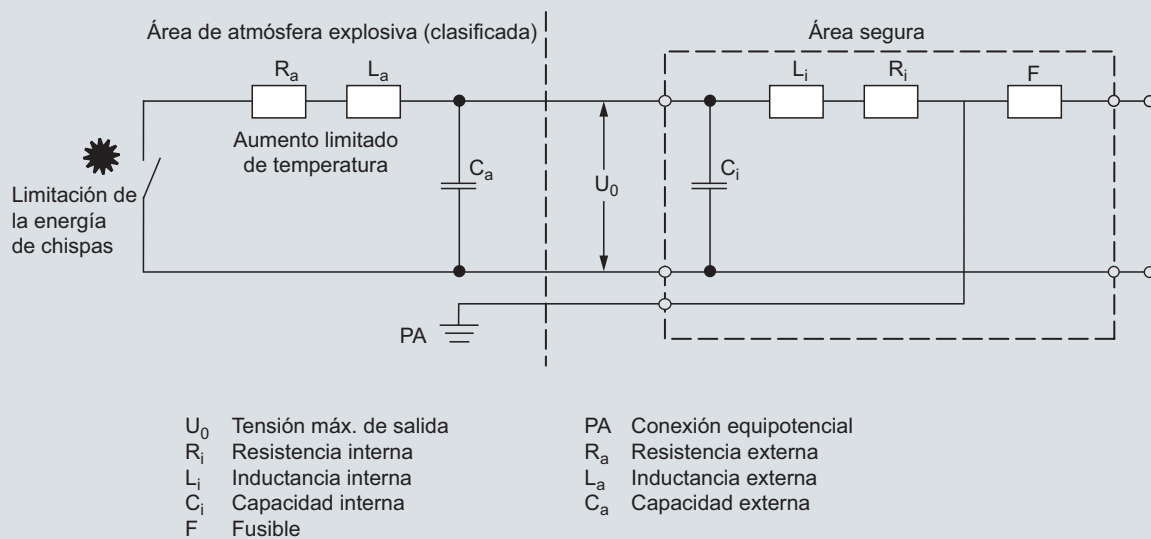 Área de atmósfera explosiva (clasificada)
Área segura
Ra
La
Li
Ri
F
Aumento limitado
de temperatura
Ca
U0
Ci
Limitación de
la energía
de chispas
PA
U0 Tensión máx. de salida
Ri Resistencia interna
Li Inductancia interna
Ci Capacidad interna
F Fusible
PA Conexión equipotencial
Ra Resistencia externa
La Inductancia externa
Ca Capacidad externa